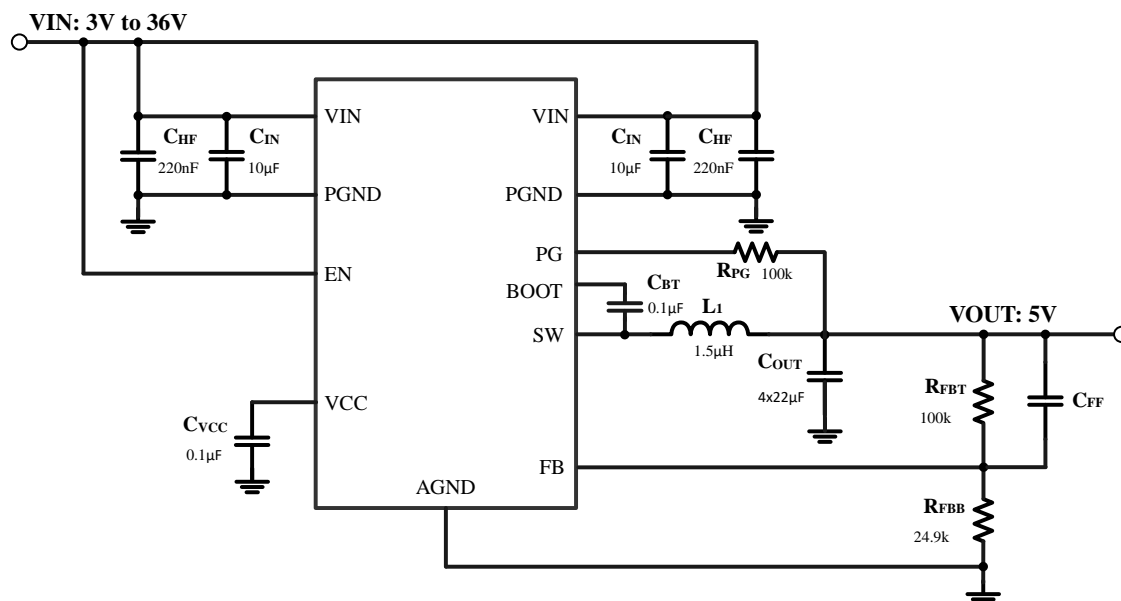 VIN: 3V to 36V
VIN
VIN
CHF
CIN
220nF
10µF
CIN
CHF
10µF
220nF
PGND
PGND
EN
PG
RPG
100k
BOOT
CBT
0.1µF
SW
L1
1.5µH
VOUT: 5V
COUT
4x22µF
RFBT
100k
CFF
VCC
CVCC
0.1µF
FB
AGND
RFBB
24.9k